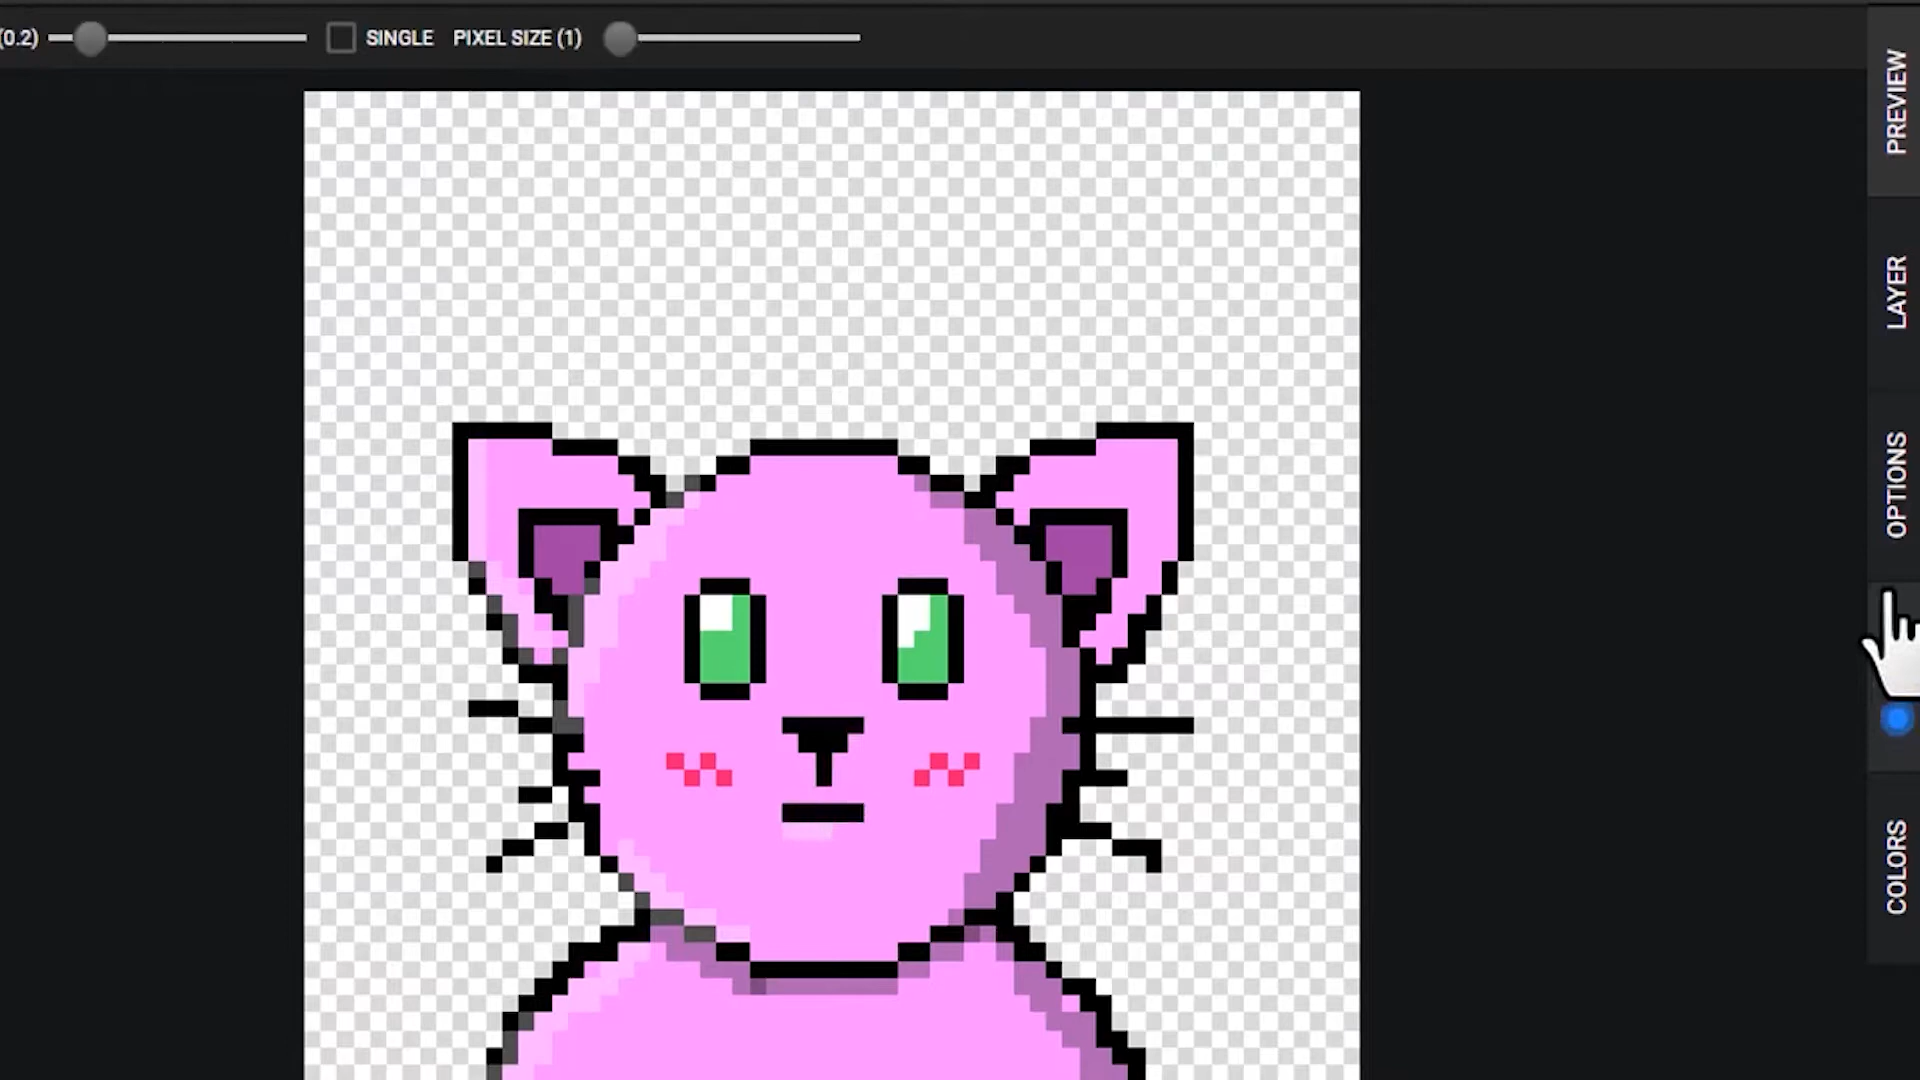 (0.2)
SINGLE
PIXEL SIZE (1)
PREVIEW
LAYER
OPTIONS
COLORS